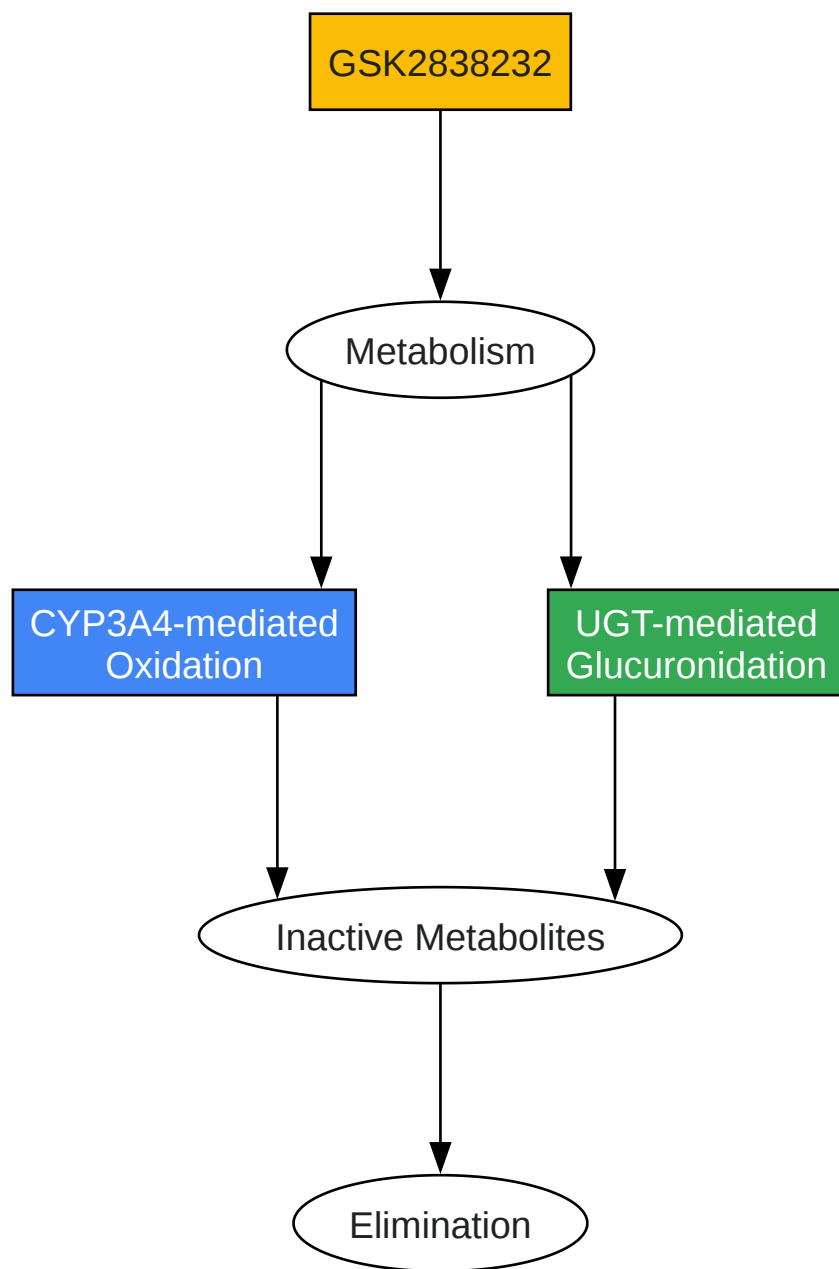 GSK2838232
Metabolism
CYP3A4-mediated
Oxidation
UGT-mediated
Glucuronidation
Inactive Metabolites
Elimination